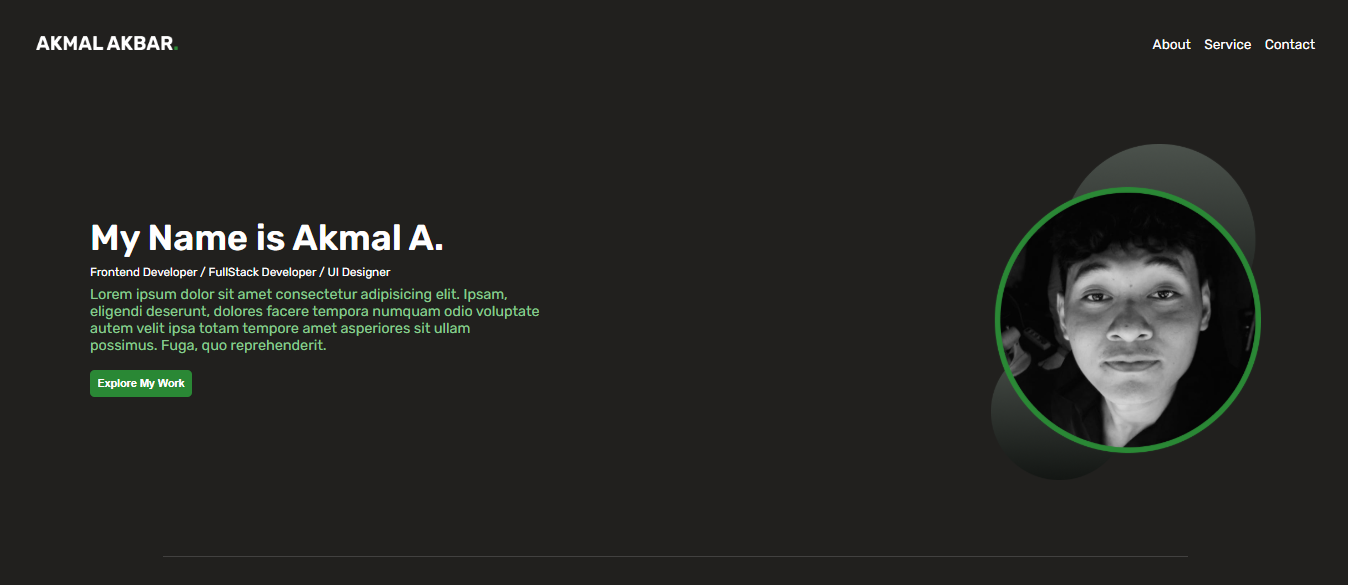 AKMAL AKBAR.
About Service Contact
My Name is Akmal A.
Frontend Developer / FullStack Developer / UI Designer
Lorem ipsum dolor sit amet consectetur adipisicing elit. Ipsam,
eligendi deserunt, dolores facere tempora numquam odio voluptate
autem velit ipsa totam tempore amet asperiores sit ullam
possimus. Fuga, quo reprehenderit.
Explore My Work